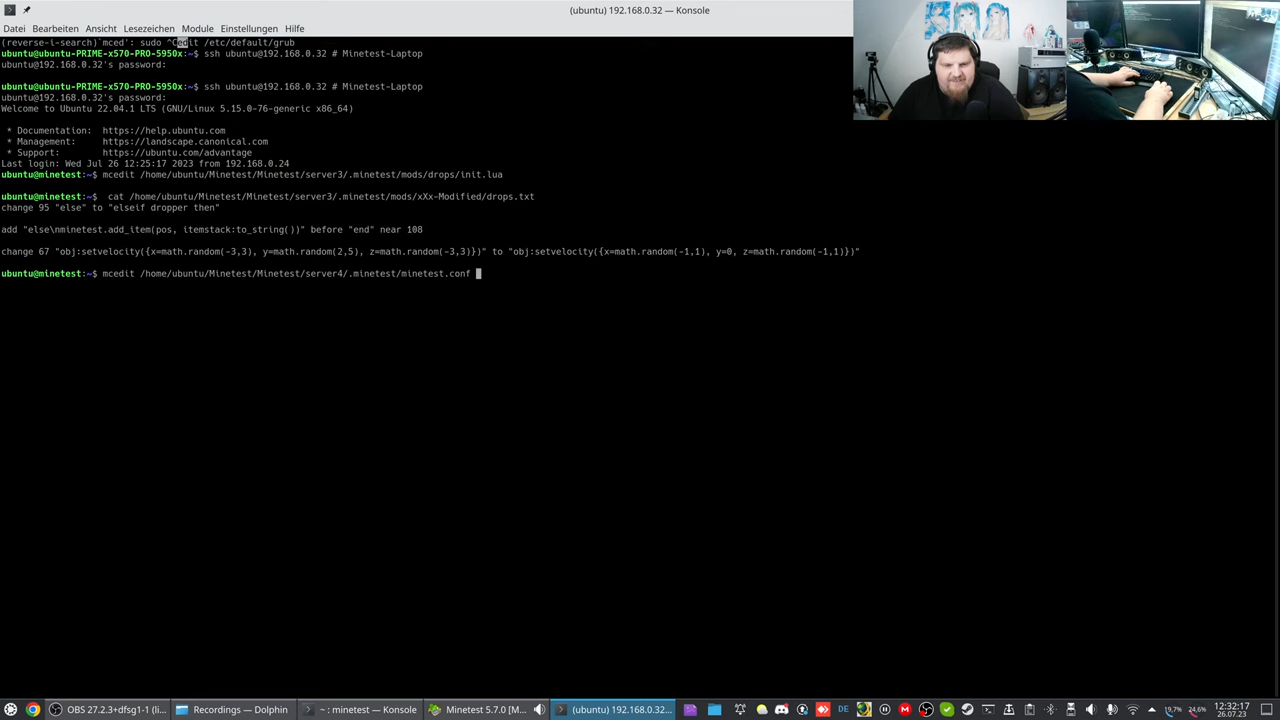 (ubuntu) 192.168.0.32 — Konsole
Datei Bearbeiten Ansicht Lesezeichen Module Einstellungen Hilfe
(reverse-i-search)`mced': sudo ^Cedit /etc/default/grub
ubuntu@ubuntu-PRIME-x570-PRO-5950x:~$ ssh ubuntu@192.168.0.32 # Minetest-Laptop
ubuntu@192.168.0.32's password:
ubuntu@ubuntu-PRIME-x570-PRO-5950x:~$ ssh ubuntu@192.168.0.32 # Minetest-Laptop
ubuntu@192.168.0.32's password:
Welcome to Ubuntu 22.04.1 LTS (GNU/Linux 5.15.0-76-generic x86_64)
* Documentation: https://help.ubuntu.com
* Management: https://landscape.canonical.com
* Support: https://ubuntu.com/advantage
Last login: Wed Jul 26 12:25:17 2023 from 192.168.0.24
ubuntu@minetest:~$ mcedit /home/ubuntu/Minetest/Minetest/server3/.minetest/mods/drops/init.lua
ubuntu@minetest:~$ cat /home/ubuntu/Minetest/Minetest/server3/.minetest/mods/xXx-Modified/drops.txt
change 95 "else" to "elseif dropper then"
add "else\nminetest.add_item(pos, itemstack:to_string())" before "end" near 108
change 67 "obj:setvelocity({x=math.random(-3,3), y=math.random(2,5), z=math.random(-3,3)})" to "obj:setvelocity({x=math.random(-1,1), y=0, z=math.random(-1,1)})"
ubuntu@minetest:~$ mcedit /home/ubuntu/Minetest/Minetest/server4/.minetest/minetest.conf
OBS 27.2.3+dfsg1-1 (li... Recordings — Dolphin ~ : minetest — Konsole Minetest 5.7.0 [M... (ubuntu) 192.168.0.32... DE 19,7% 24,6% 12:32:17
26.07.23